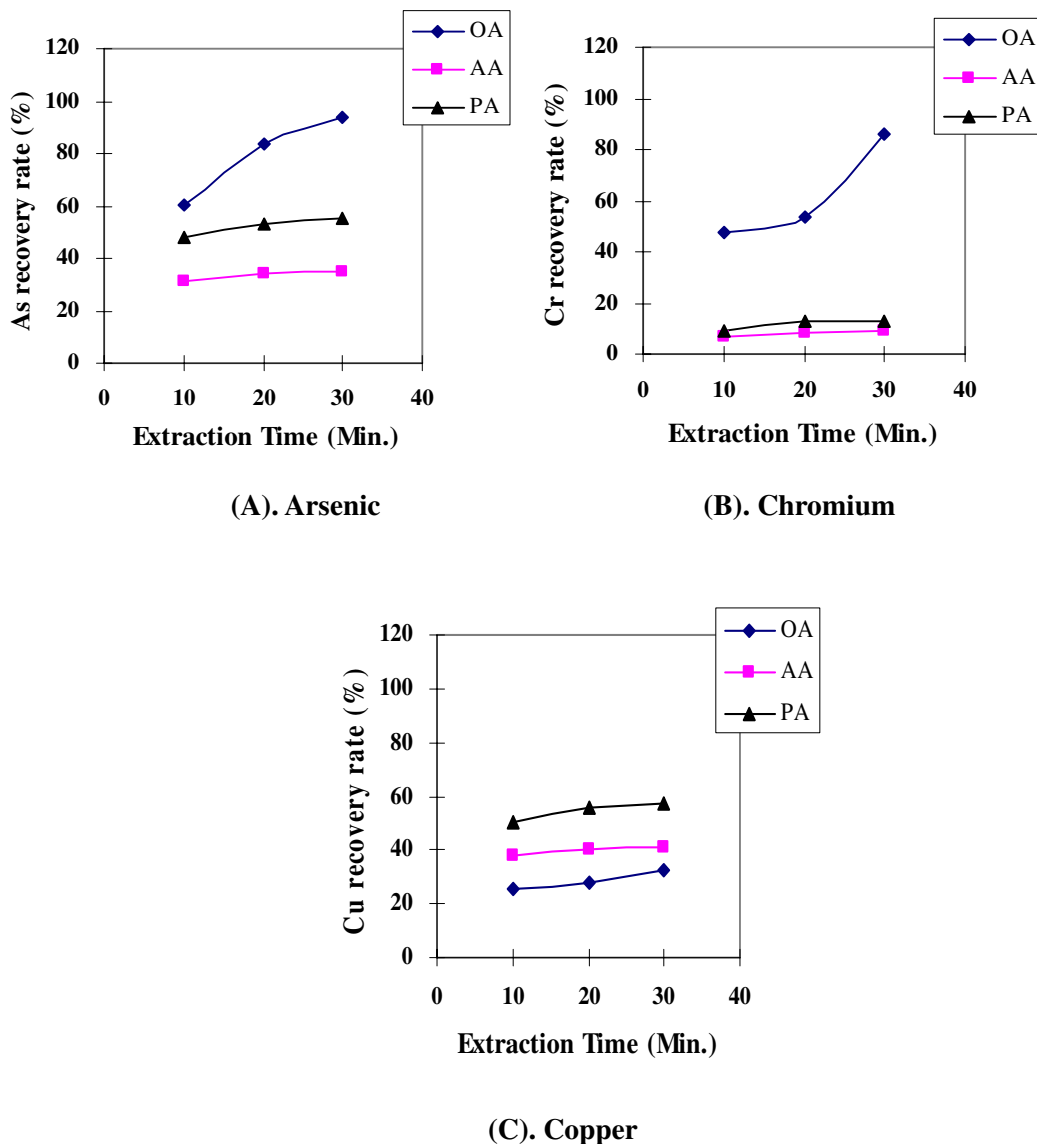 OA
AA
PA
120
100
80
60
40
20
0
As recovery rate (%)
0 10 20 30 40
Extraction Time (Min.)
(A). Arsenic
OA
AA
PA
120
100
80
60
40
20
0
Cr recovery rate (%)
0 10 20 30 40
Extraction Time (Min.)
(B). Chromium
OA
AA
PA
120
100
80
60
40
20
0
Cu recovery rate (%)
0 10 20 30 40
Extraction Time (Min.)
(C). Copper